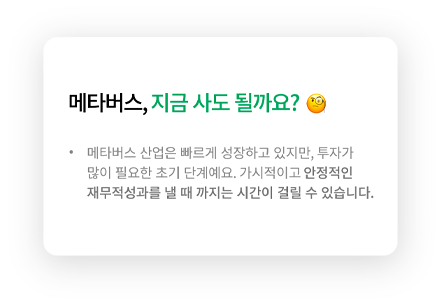 메타버스, 지금 사도 될까요? 🧐
• 메타버스 산업은 빠르게 성장하고 있지만, 투자가
많이 필요한 초기 단계예요. 가시적이고 안정적인
재무적성과를 낼 때 까지는 시간이 걸릴 수 있습니다.